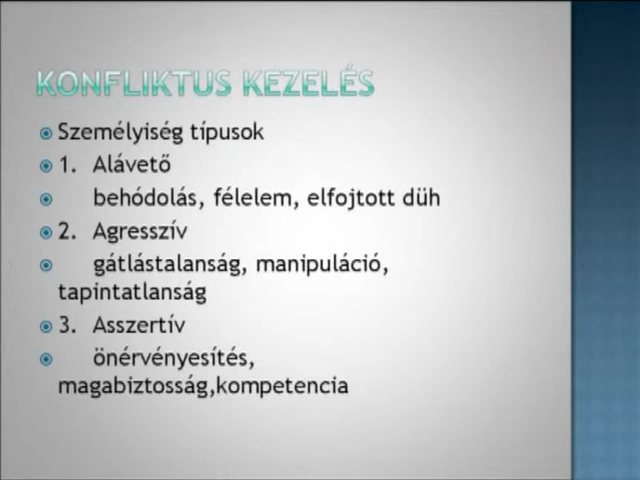 KONFLIKTUS KEZELÉS
Személyiség típusok
1. Alávető
behódolás, félelem, elfojtott düh
2. Agresszív
gátlástalanság, manipuláció,
tapintatlanság
3. Asszertív
önérvényesítés,
magabiztosság,kompetencia